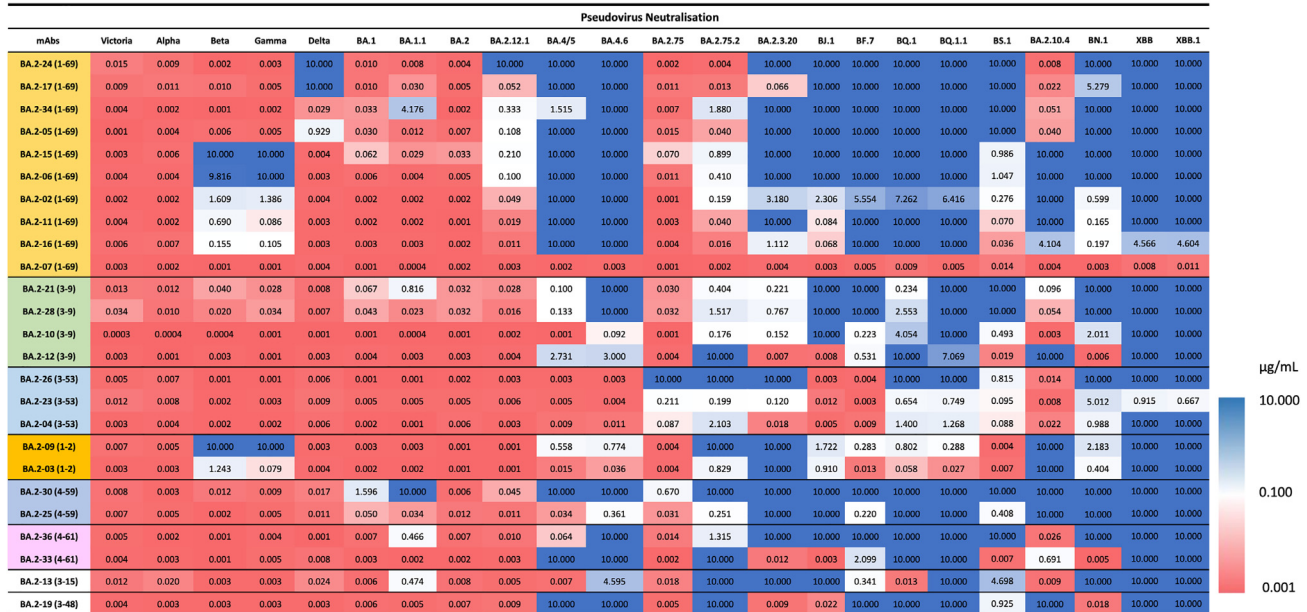 Pseudovirus Neutralisation
mAbs Victoria Alpha Beta Gamma Delta BA.1 BA.1.1 BA.2 BA.2.12.1 BA.4/5 BA.4.6 BA.2.75 BA.2.75.2 BA.2.3.20 BJ.1 BF.7 BQ.1 BQ.1.1 BS.1 BA.2.10.4 BN.1 XBB XBB.1
BA.2-24 (1-69) 0.015 0.009 0.002 0.003 10.000 0.010 0.008 0.004 10.000 10.000 10.000 0.002 0.004 10.000 10.000 10.000 10.000 10.000 10.000 0.008 10.000 10.000 10.000
BA.2-17 (1-69) 0.009 0.011 0.010 0.005 10.000 0.010 0.030 0.005 0.052 10.000 10.000 0.011 0.013 0.066 10.000 10.000 10.000 10.000 10.000 0.022 5.279 10.000 10.000
BA.2-34 (1-69) 0.004 0.002 0.001 0.002 0.029 0.033 4.176 0.002 0.333 1.515 10.000 0.007 1.880 10.000 10.000 10.000 10.000 10.000 10.000 0.051 10.000 10.000 10.000
BA.2-05 (1-69) 0.001 0.004 0.006 0.005 0.929 0.030 0.012 0.007 0.108 10.000 10.000 0.015 0.040 10.000 10.000 10.000 10.000 10.000 10.000 0.040 10.000 10.000 10.000
BA.2-15 (1-69) 0.003 0.006 10.000 10.000 0.004 0.062 0.029 0.033 0.210 10.000 10.000 0.070 0.899 10.000 10.000 10.000 10.000 10.000 0.986 10.000 10.000 10.000 10.000
BA.2-06 (1-69) 0.004 0.004 9.816 10.000 0.003 0.006 0.004 0.005 0.100 10.000 10.000 0.011 0.410 10.000 10.000 10.000 10.000 10.000 1.047 10.000 10.000 10.000 10.000
BA.2-02 (1-69) 0.002 0.002 1.609 1.386 0.004 0.002 0.002 0.002 0.049 10.000 10.000 0.001 0.159 3.180 2.306 5.554 7.262 6.416 0.276 10.000 0.599 10.000 10.000
BA.2-11 (1-69) 0.004 0.002 0.690 0.086 0.003 0.002 0.002 0.001 0.019 10.000 10.000 0.003 0.040 10.000 0.084 10.000 10.000 10.000 0.070 10.000 0.165 10.000 10.000
BA.2-16 (1-69) 0.006 0.007 0.155 0.105 0.003 0.003 0.003 0.002 0.011 10.000 10.000 0.004 0.016 1.112 0.068 10.000 10.000 10.000 0.036 4.104 0.197 4.566 4.604
BA.2-07 (1-69) 0.003 0.002 0.001 0.001 0.004 0.001 0.0004 0.002 0.003 0.002 0.003 0.001 0.002 0.004 0.003 0.005 0.009 0.005 0.014 0.004 0.003 0.008 0.011
BA.2-21 (3-9) 0.013 0.012 0.040 0.028 0.008 0.067 0.816 0.032 0.028 0.100 10.000 0.030 0.404 0.221 10.000 10.000 0.234 10.000 10.000 0.096 10.000 10.000 10.000
BA.2-28 (3-9) 0.034 0.010 0.020 0.034 0.007 0.043 0.023 0.032 0.016 0.133 10.000 0.032 1.517 0.767 10.000 10.000 2.553 10.000 10.000 0.054 10.000 10.000 10.000
BA.2-10 (3-9) 0.0003 0.0004 0.0004 0.001 0.001 0.001 0.0004 0.001 0.002 0.001 0.092 0.001 0.176 0.152 10.000 0.223 4.054 10.000 0.493 0.003 2.011 10.000 10.000
BA.2-12 (3-9) 0.003 0.001 0.003 0.001 0.003 0.004 0.003 0.003 0.004 2.731 3.000 0.004 10.000 0.007 0.008 0.531 10.000 7.069 0.019 10.000 0.006 10.000 10.000
BA.2-26 (3-53) 0.005 0.007 0.001 0.001 0.006 0.001 0.001 0.002 0.003 0.003 0.003 10.000 10.000 10.000 0.003 0.004 10.000 10.000 0.815 0.014 10.000 10.000 10.000
BA.2-23 (3-53) 0.012 0.008 0.002 0.003 0.009 0.005 0.005 0.005 0.006 0.005 0.004 0.211 0.199 0.120 0.012 0.003 0.654 0.749 0.095 0.008 5.012 0.915 0.667
BA.2-04 (3-53) 0.006 0.003 0.002 0.003 0.006 0.002 0.001 0.006 0.003 0.009 0.011 0.087 2.103 0.018 0.005 0.009 1.400 1.268 0.088 0.022 0.988 10.000 10.000
BA.2-09 (1-2) 0.007 0.005 10.000 10.000 0.003 0.003 0.003 0.001 0.001 0.558 0.774 0.004 10.000 10.000 1.722 0.283 0.802 0.288 0.004 10.000 2.183 10.000 10.000
BA.2-03 (1-2) 0.003 0.003 1.243 0.079 0.004 0.002 0.002 0.001 0.001 0.015 0.036 0.004 0.829 10.000 0.910 0.013 0.058 0.027 0.007 10.000 0.404 10.000 10.000
BA.2-30 (4-59) 0.008 0.003 0.012 0.009 0.017 1.596 10.000 0.006 0.045 10.000 10.000 0.670 10.000 10.000 10.000 10.000 10.000 10.000 10.000 10.000 10.000 10.000 10.000
BA.2-25 (4-59) 0.007 0.005 0.002 0.005 0.011 0.050 0.034 0.012 0.011 0.034 0.361 0.031 0.251 10.000 10.000 0.220 10.000 10.000 0.408 10.000 10.000 10.000 10.000
BA.2-36 (4-61) 0.005 0.002 0.001 0.004 0.001 0.007 0.466 0.007 0.010 0.064 10.000 0.014 1.315 10.000 10.000 10.000 10.000 10.000 10.000 0.026 10.000 10.000 10.000
BA.2-33 (4-61) 0.004 0.003 0.001 0.005 0.008 0.003 0.002 0.002 0.003 10.000 10.000 0.002 10.000 0.012 0.003 2.099 10.000 10.000 0.007 0.691 0.005 10.000 10.000
BA.2-13 (3-15) 0.012 0.020 0.003 0.003 0.024 0.006 0.474 0.008 0.005 0.007 4.595 0.018 10.000 10.000 10.000 0.341 0.013 10.000 4.698 0.009 10.000 10.000 10.000
BA.2-19 (3-48) 0.004 0.003 0.003 0.003 0.003 0.006 0.005 0.007 0.009 10.000 10.000 0.005 10.000 0.009 0.022 10.000 10.000 10.000 0.925 10.000 0.018 10.000 10.000
µg/mL
10.000
0.100
0.001